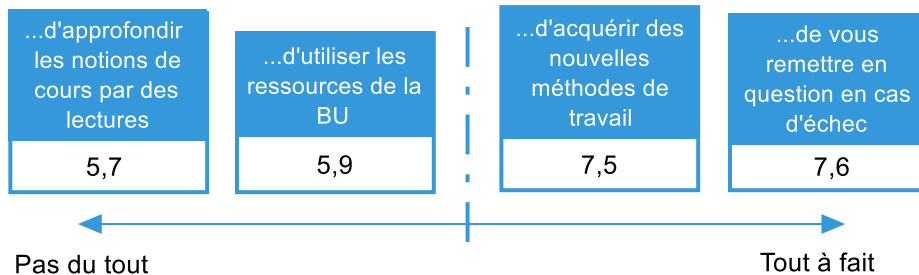 ...d'approfondir
les notions de
cours par des
lectures
5,7
...d'utiliser les
ressources de la
BU
5,9
...d'acquérir des
nouvelles
méthodes de
travail
7,5
...de vous
remettre en
question en cas
d'échec
7,6
Pas du tout
Tout à fait